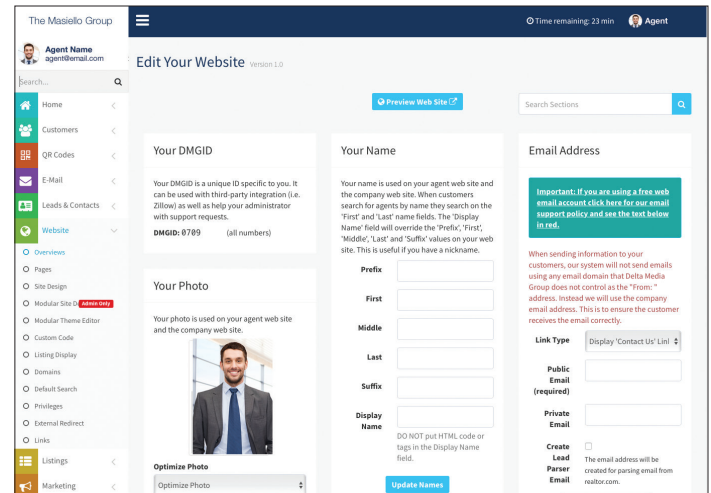 The Masiello Group
Time remaining: 23 min
Agent
Agent Name
agent@email.com
Search...
Home
Customers
QR Codes
E-Mail
Leads & Contacts
Website
Overviews
Pages
Site Design
Modular Site D
Admin Only
Modular Theme Editor
Custom Code
Listing Display
Domains
Default Search
Privileges
External Redirect
Links
Listings
Marketing
Edit Your Website Version 1.0
Preview Web Site
Search Sections
Your DMGID
Your DMGID is a unique ID specific to you. It
can be used with third-party integration (i.e.
Zillow) as well as help your administrator
with support requests.
DMGID: 0709 (all numbers)
Your Photo
Your photo is used on your agent web site
and the company web site.
Optimize Photo
Optimize Photo
Your Name
Your name is used on your agent web site and
the company web site. When customers
search for agents by name they search on the
'First' and 'Last' name fields. The 'Display
Name' field will override the 'Prefix', 'First',
'Middle', 'Last' and 'Suffix' values on your web
site. This is useful if you have a nickname.
Prefix
First
Middle
Last
Suffix
Display
Name
DO NOT put HTML code or
tags in the Display Name
field.
Update Names
Email Address
Important: If you are using a free web
email account click here for our email
support policy and see the text below
in red.
When sending information to your
customers, our system will not send emails
using any email domain that Delta Media
Group does not control as the "From: "
address. Instead we will use the company
email address. This is to ensure the customer
receives the email correctly.
Link Type
Display 'Contact Us' Linl
Public
Email
(required)
Private
Email
Create
Lead
Parser
Email
The email address will be
created for parsing email from
realtor.com.